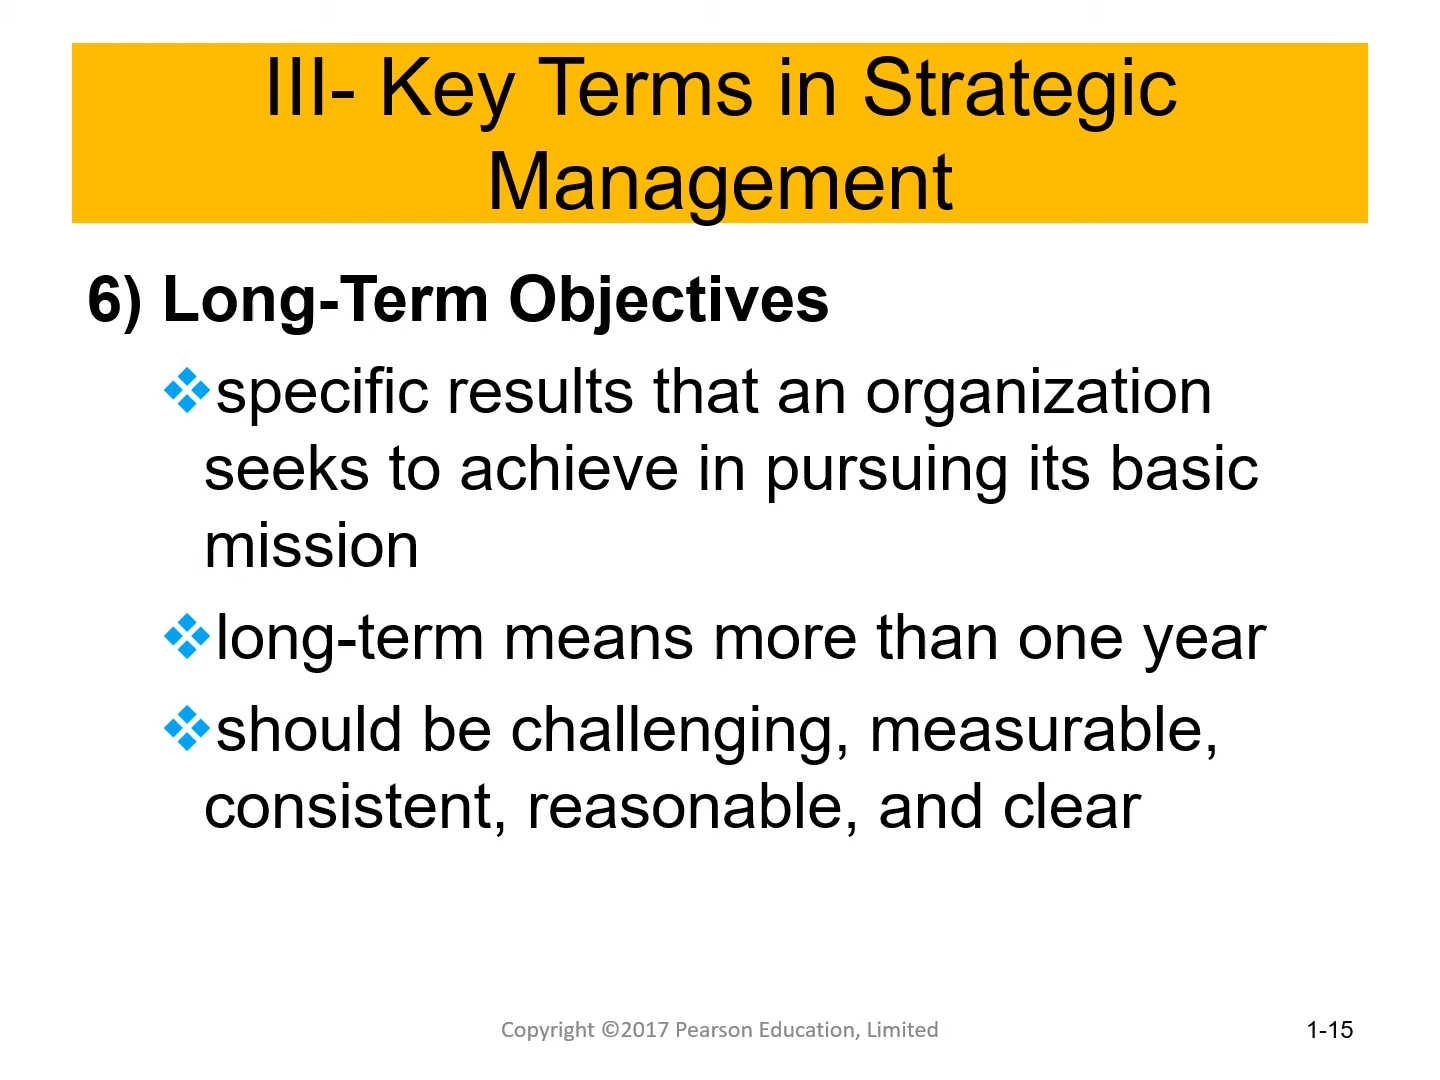 III- Key Terms in Strategic
Management
6) Long-Term Objectives
❖specific results that an organization
seeks to achieve in pursuing its basic
mission
❖long-term means more than one year
❖should be challenging, measurable,
consistent, reasonable, and clear
Copyright ©2017 Pearson Education, Limited
1-15